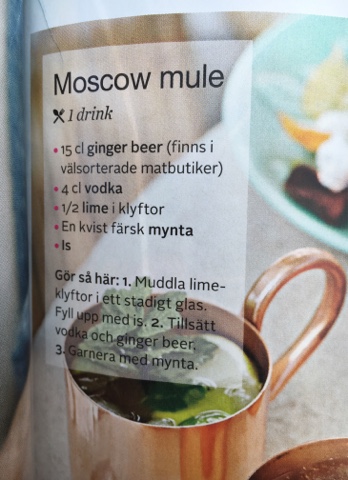 Moscow mule
1 drink
• 15 cl ginger beer (finns i
välsorterade matbutiker)
• 4 cl vodka
• 1/2 lime i klyftor
• En kvist färsk mynta
• Is
Gör så här: 1. Muddla lime-
klyftor i ett stadigt glas.
Fyll upp med is. 2. Tillsätt
vodka och ginger beer.
3. Garnera med mynta.